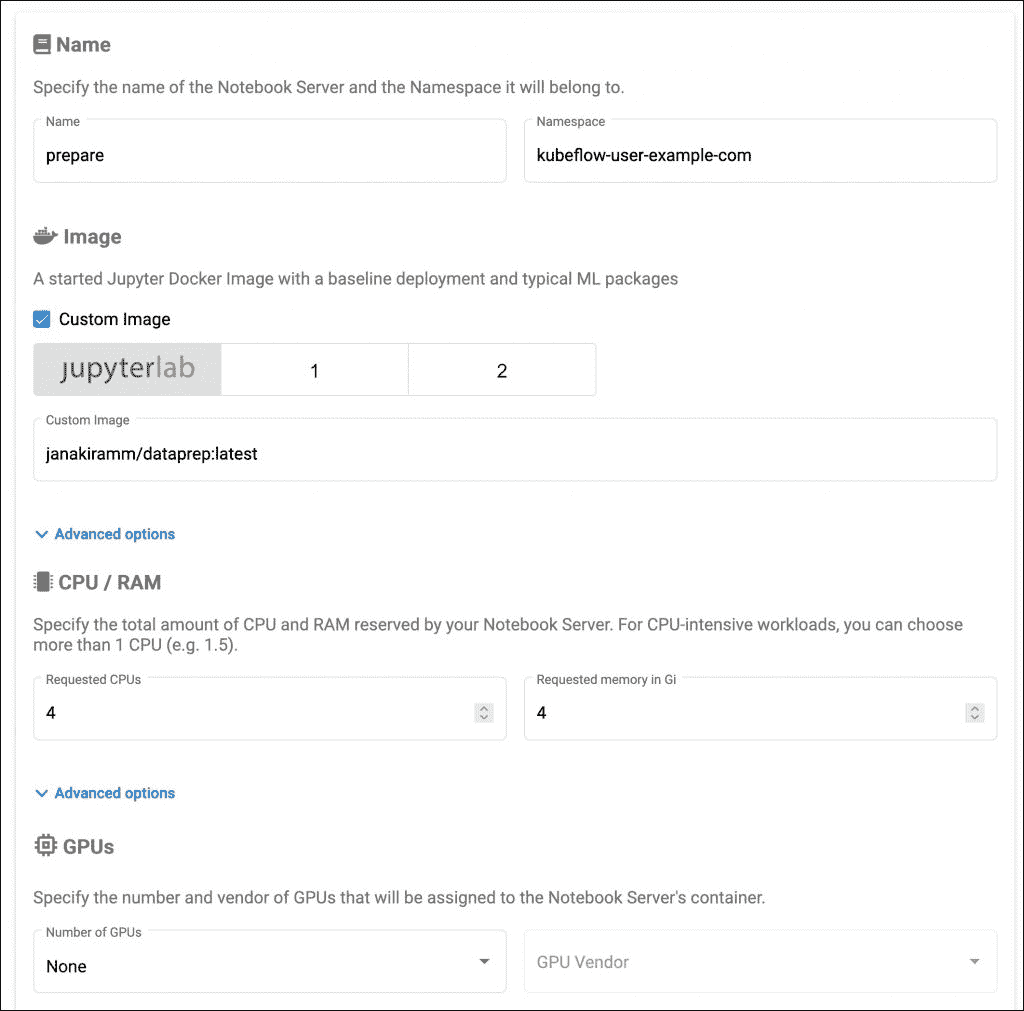 Name
Specify the name of the Notebook Server and the Namespace it will belong to.
Name
Namespace
prepare
kubeflow-user-example-com
Image
A started Jupyter Docker Image with a baseline deployment and typical ML packages
Custom Image
jupyterlab
1
2
Custom Image
janakiramm/dataprep:latest
Advanced options
CPU / RAM
Specify the total amount of CPU and RAM reserved by your Notebook Server. For CPU-intensive workloads, you can choose
more than 1 CPU (e.g. 1.5).
Requested CPUs
Requested memory in Gi
4
4
Advanced options
GPUs
Specify the number and vendor of GPUs that will be assigned to the Notebook Server's container.
Number of GPUs
None
GPU Vendor